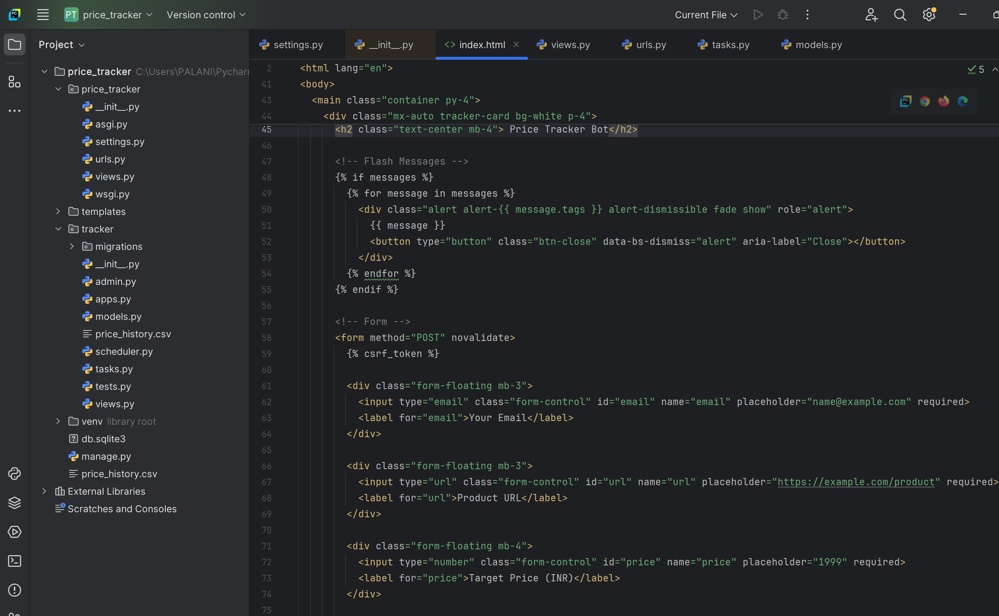 PC
PT price_tracker Version control Current File
Project
price_tracker C:\Users\PALANI\Pychar
price_tracker
__init__.py
asgi.py
settings.py
urls.py
views.py
wsgi.py
templates
tracker
migrations
__init__.py
admin.py
apps.py
models.py
price_history.csv
scheduler.py
tasks.py
tests.py
views.py
venv library root
db.sqlite3
manage.py
price_history.csv
External Libraries
Scratches and Consoles
settings.py __init__.py index.html views.py urls.py tasks.py models.py
5
PC
2 <html lang="en">
41 <body>
43 <main class="container py-4">
44 <div class="mx-auto tracker-card bg-white p-4">
45 <h2 class="text-center mb-4"> Price Tracker Bot</h2>
46
47 <!-- Flash Messages -->
48 {% if messages %}
49 {% for message in messages %}
50 <div class="alert alert-{{ message.tags }} alert-dismissible fade show" role="alert">
51 {{ message }}
52 <button type="button" class="btn-close" data-bs-dismiss="alert" aria-label="Close"></button>
53 </div>
54 {% endfor %}
55 {% endif %}
56
57 <!-- Form -->
58 <form method="POST" novalidate>
59 {% csrf_token %}
60
61 <div class="form-floating mb-3">
62 <input type="email" class="form-control" id="email" name="email" placeholder="name@example.com" required>
63 <label for="email">Your Email</label>
64 </div>
65
66 <div class="form-floating mb-3">
67 <input type="url" class="form-control" id="url" name="url" placeholder="https://example.com/product" required>
68 <label for="url">Product URL</label>
69 </div>
70
71 <div class="form-floating mb-4">
72 <input type="number" class="form-control" id="price" name="price" placeholder="1999" required>
73 <label for="price">Target Price (INR)</label>
74 </div>
75